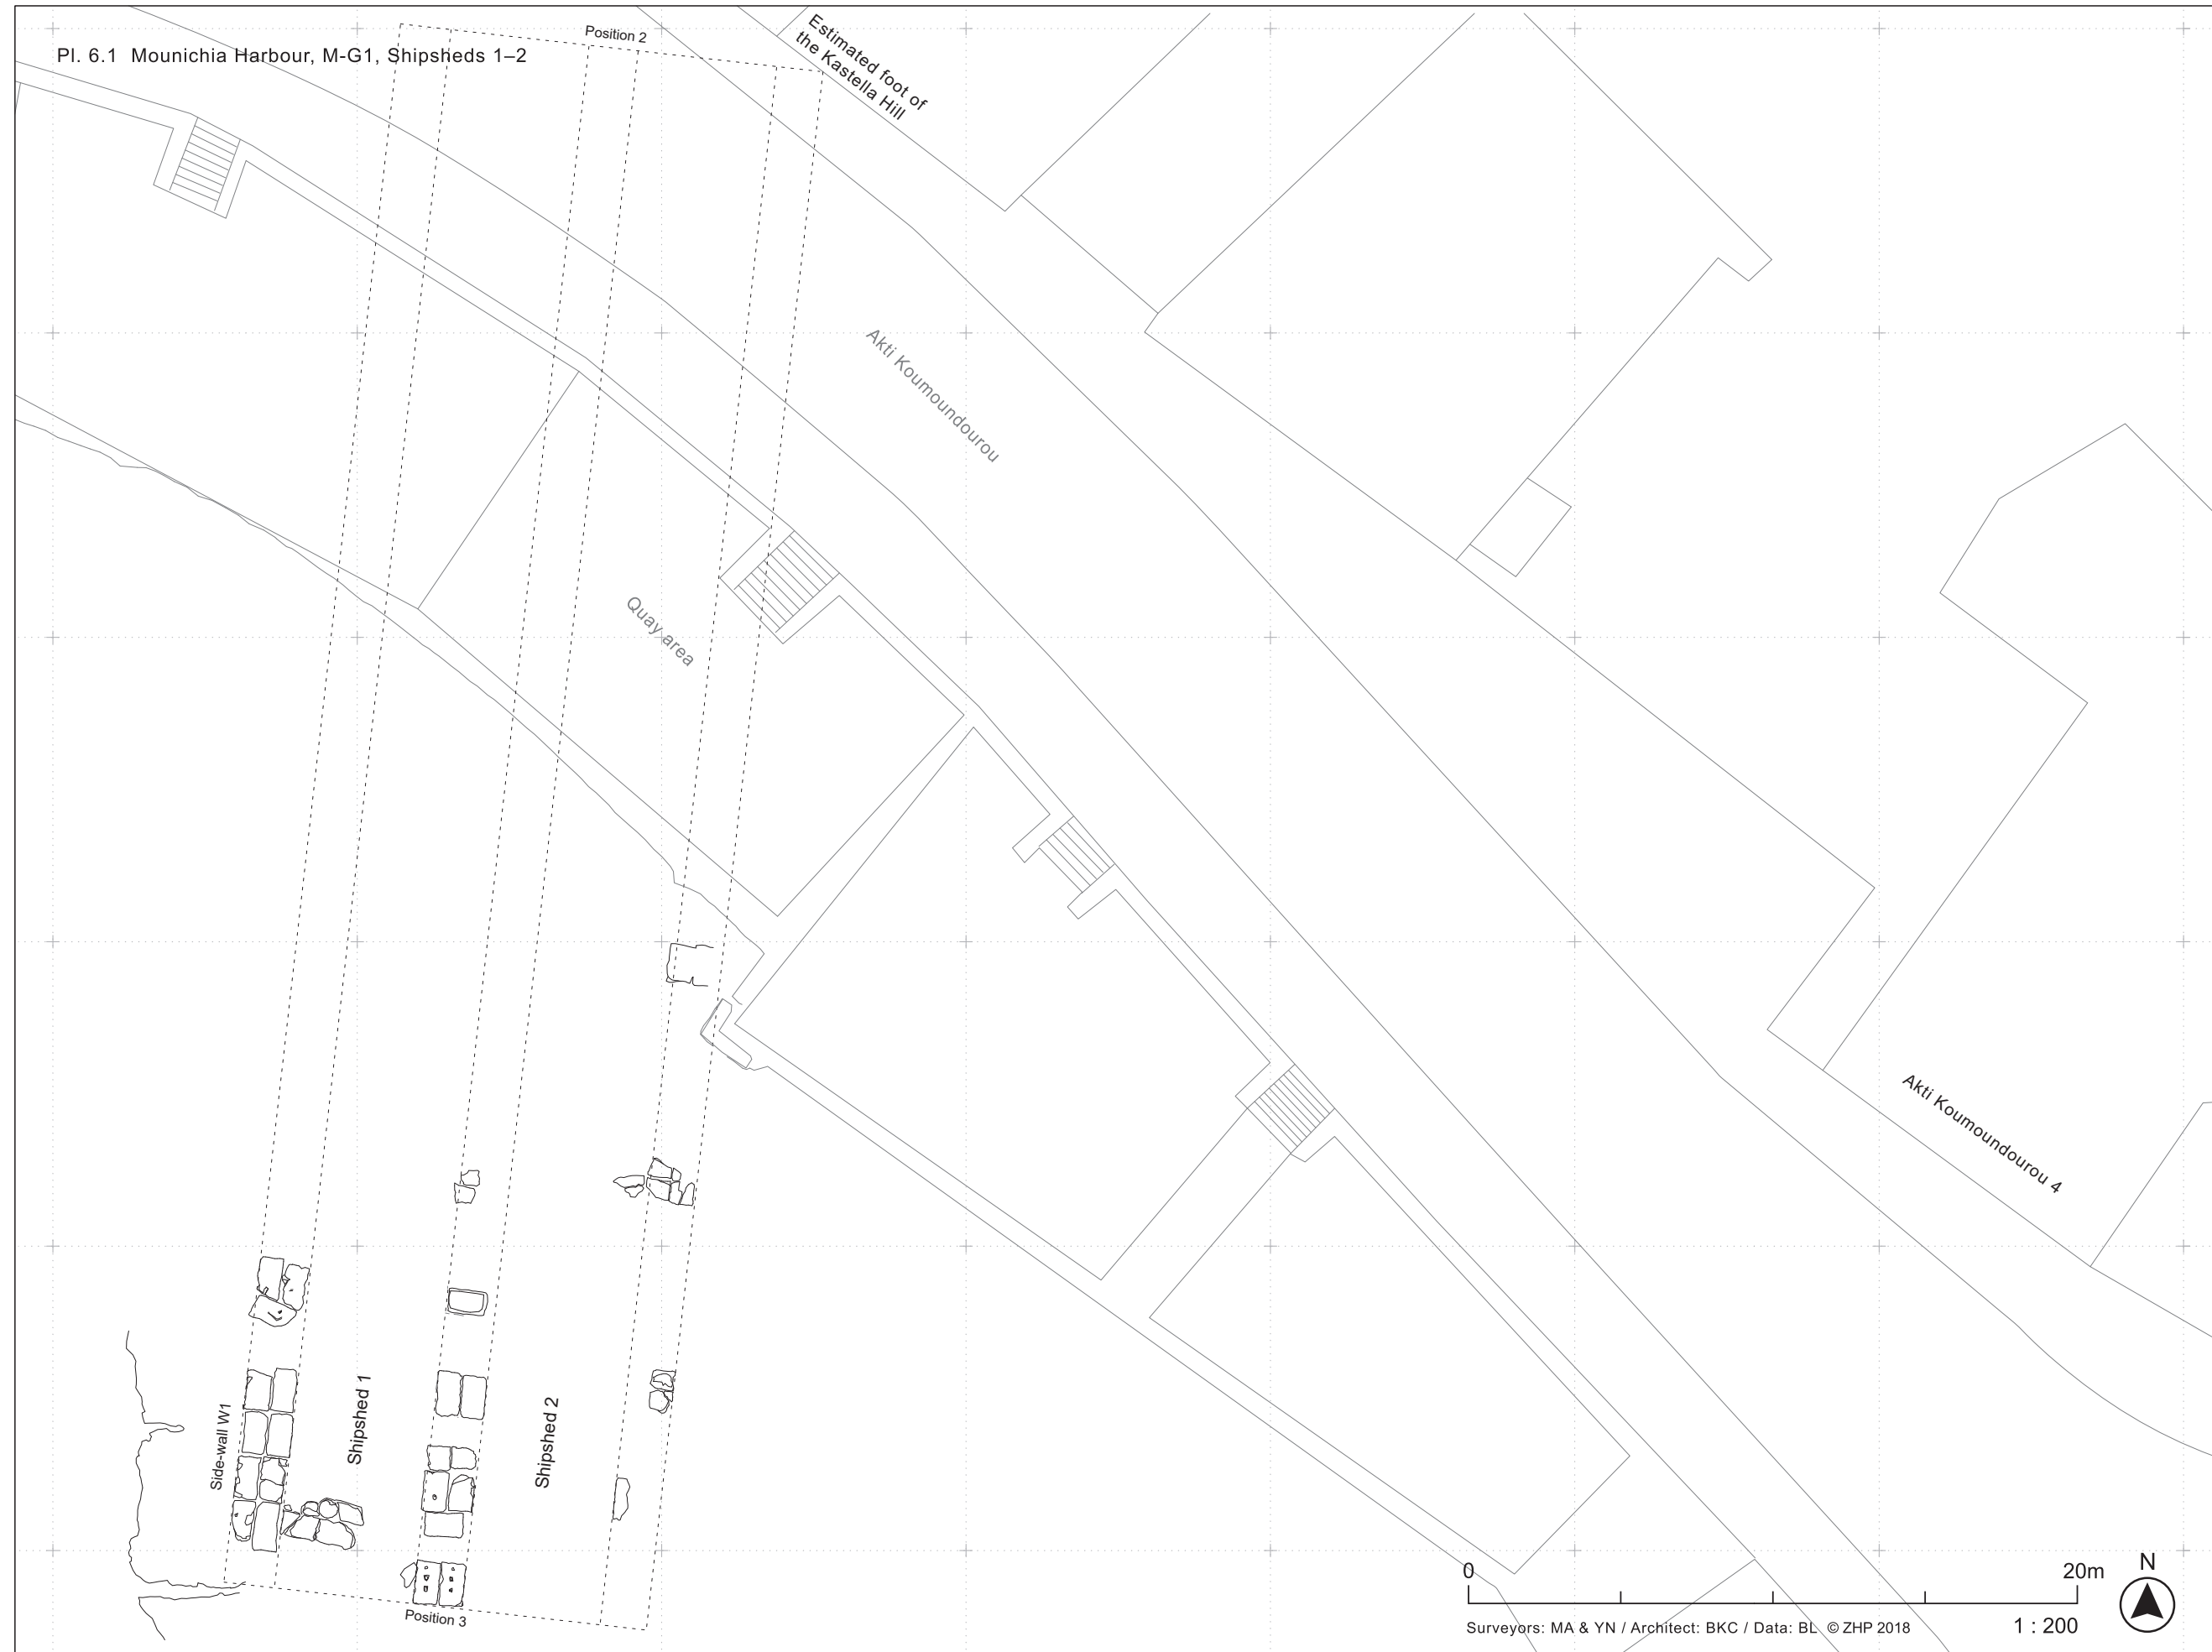 Pl. 6.1 Mounichia Harbour, M-G1, Shipsheds 1–2
Position 2
Estimated foot of
the Kastella Hill
Akti Koumoundourou
Quay area
Akti Koumoundourou 4
Side-wall W1
Shipshed 1
Shipshed 2
Position 3
0
20m
N
Surveyors: MA & YN / Architect: BKC / Data: BL © ZHP 2018
1 : 200